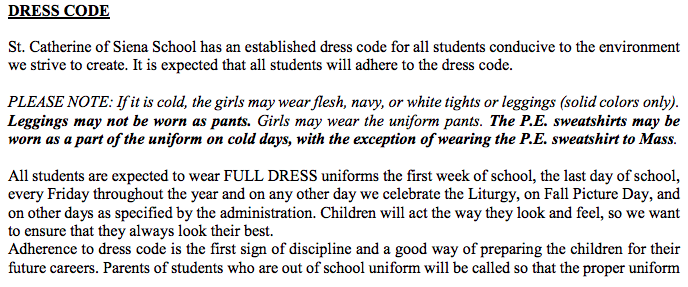 DRESS CODE
St. Catherine of Siena School has an established dress code for all students conducive to the environment
we strive to create. It is expected that all students will adhere to the dress code.
PLEASE NOTE: If it is cold, the girls may wear flesh, navy, or white tights or leggings (solid colors only).
Leggings may not be worn as pants. Girls may wear the uniform pants. The P.E. sweatshirts may be
worn as a part of the uniform on cold days, with the exception of wearing the P.E. sweatshirt to Mass.
All students are expected to wear FULL DRESS uniforms the first week of school, the last day of school,
every Friday throughout the year and on any other day we celebrate the Liturgy, on Fall Picture Day, and
on other days as specified by the administration. Children will act the way they look and feel, so we want
to ensure that they always look their best.
Adherence to dress code is the first sign of discipline and a good way of preparing the children for their
future careers. Parents of students who are out of school uniform will be called so that the proper uniform